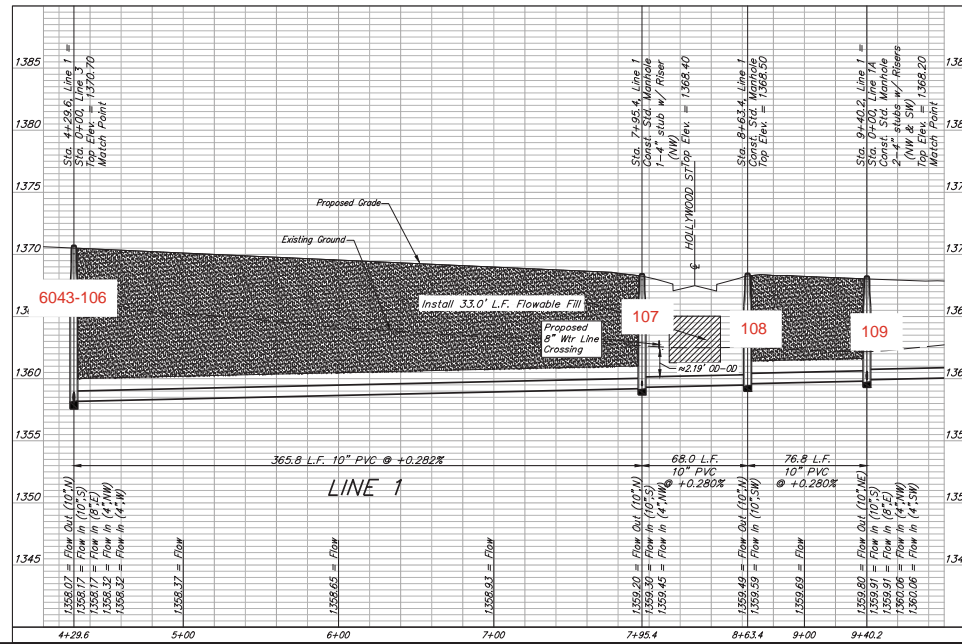 Sta. 4+29.6, Line 1 =
Sta. 0+00, Line 3
Top Elev. = 1370.70
Match Point
Sta. 7+95.4, Line 1
Const. Std. Manhole
1-4" stub w/ Riser
(NW)
Top Elev. = 1368.40
℄ HOLLYWOOD ST
Sta. 8+63.4, Line 1
Const. Std. Manhole
Top Elev. = 1368.50
Sta. 9+40.2, Line 1 =
Sta. 0+00, Line 1A
Const. Std. Manhole
2-4" stubs w/ Risers
(NW & SW)
Top Elev. = 1368.20
Match Point
1385
138
1380
138
1375
137
1370
137
136
1360
136
1355
135
1350
135
1345
134
Proposed Grade
Existing Ground
Install 33.0' L.F. Flowable Fill
6043-106
107
108
109
Proposed
8" Wtr Line
Crossing
≈2.19' OD-OD
365.8 L.F. 10" PVC @ +0.282%
68.0 L.F.
10" PVC
@ +0.280%
76.8 L.F.
10" PVC
@ +0.280%
LINE 1
1358.07 = Flow Out (10",N)
1358.17 = Flow In (10",S)
1358.17 = Flow In (8",E)
1358.32 = Flow In (4",NW)
1358.32 = Flow In (4",W)
1358.37 = Flow
1358.65 = Flow
1358.93 = Flow
1359.20 = Flow Out (10",N)
1359.30 = Flow In (10",S)
1359.45 = Flow In (4",NW)
1359.49 = Flow Out (10",N)
1359.59 = Flow In (10",SW)
1359.69 = Flow
1359.80 = Flow Out (10",NE)
1359.91 = Flow In (10",S)
1359.91 = Flow In (8",E)
1360.06 = Flow In (4",NW)
1360.06 = Flow In (4",SW)
4+29.6
5+00
6+00
7+00
7+95.4
8+63.4
9+00
9+40.2